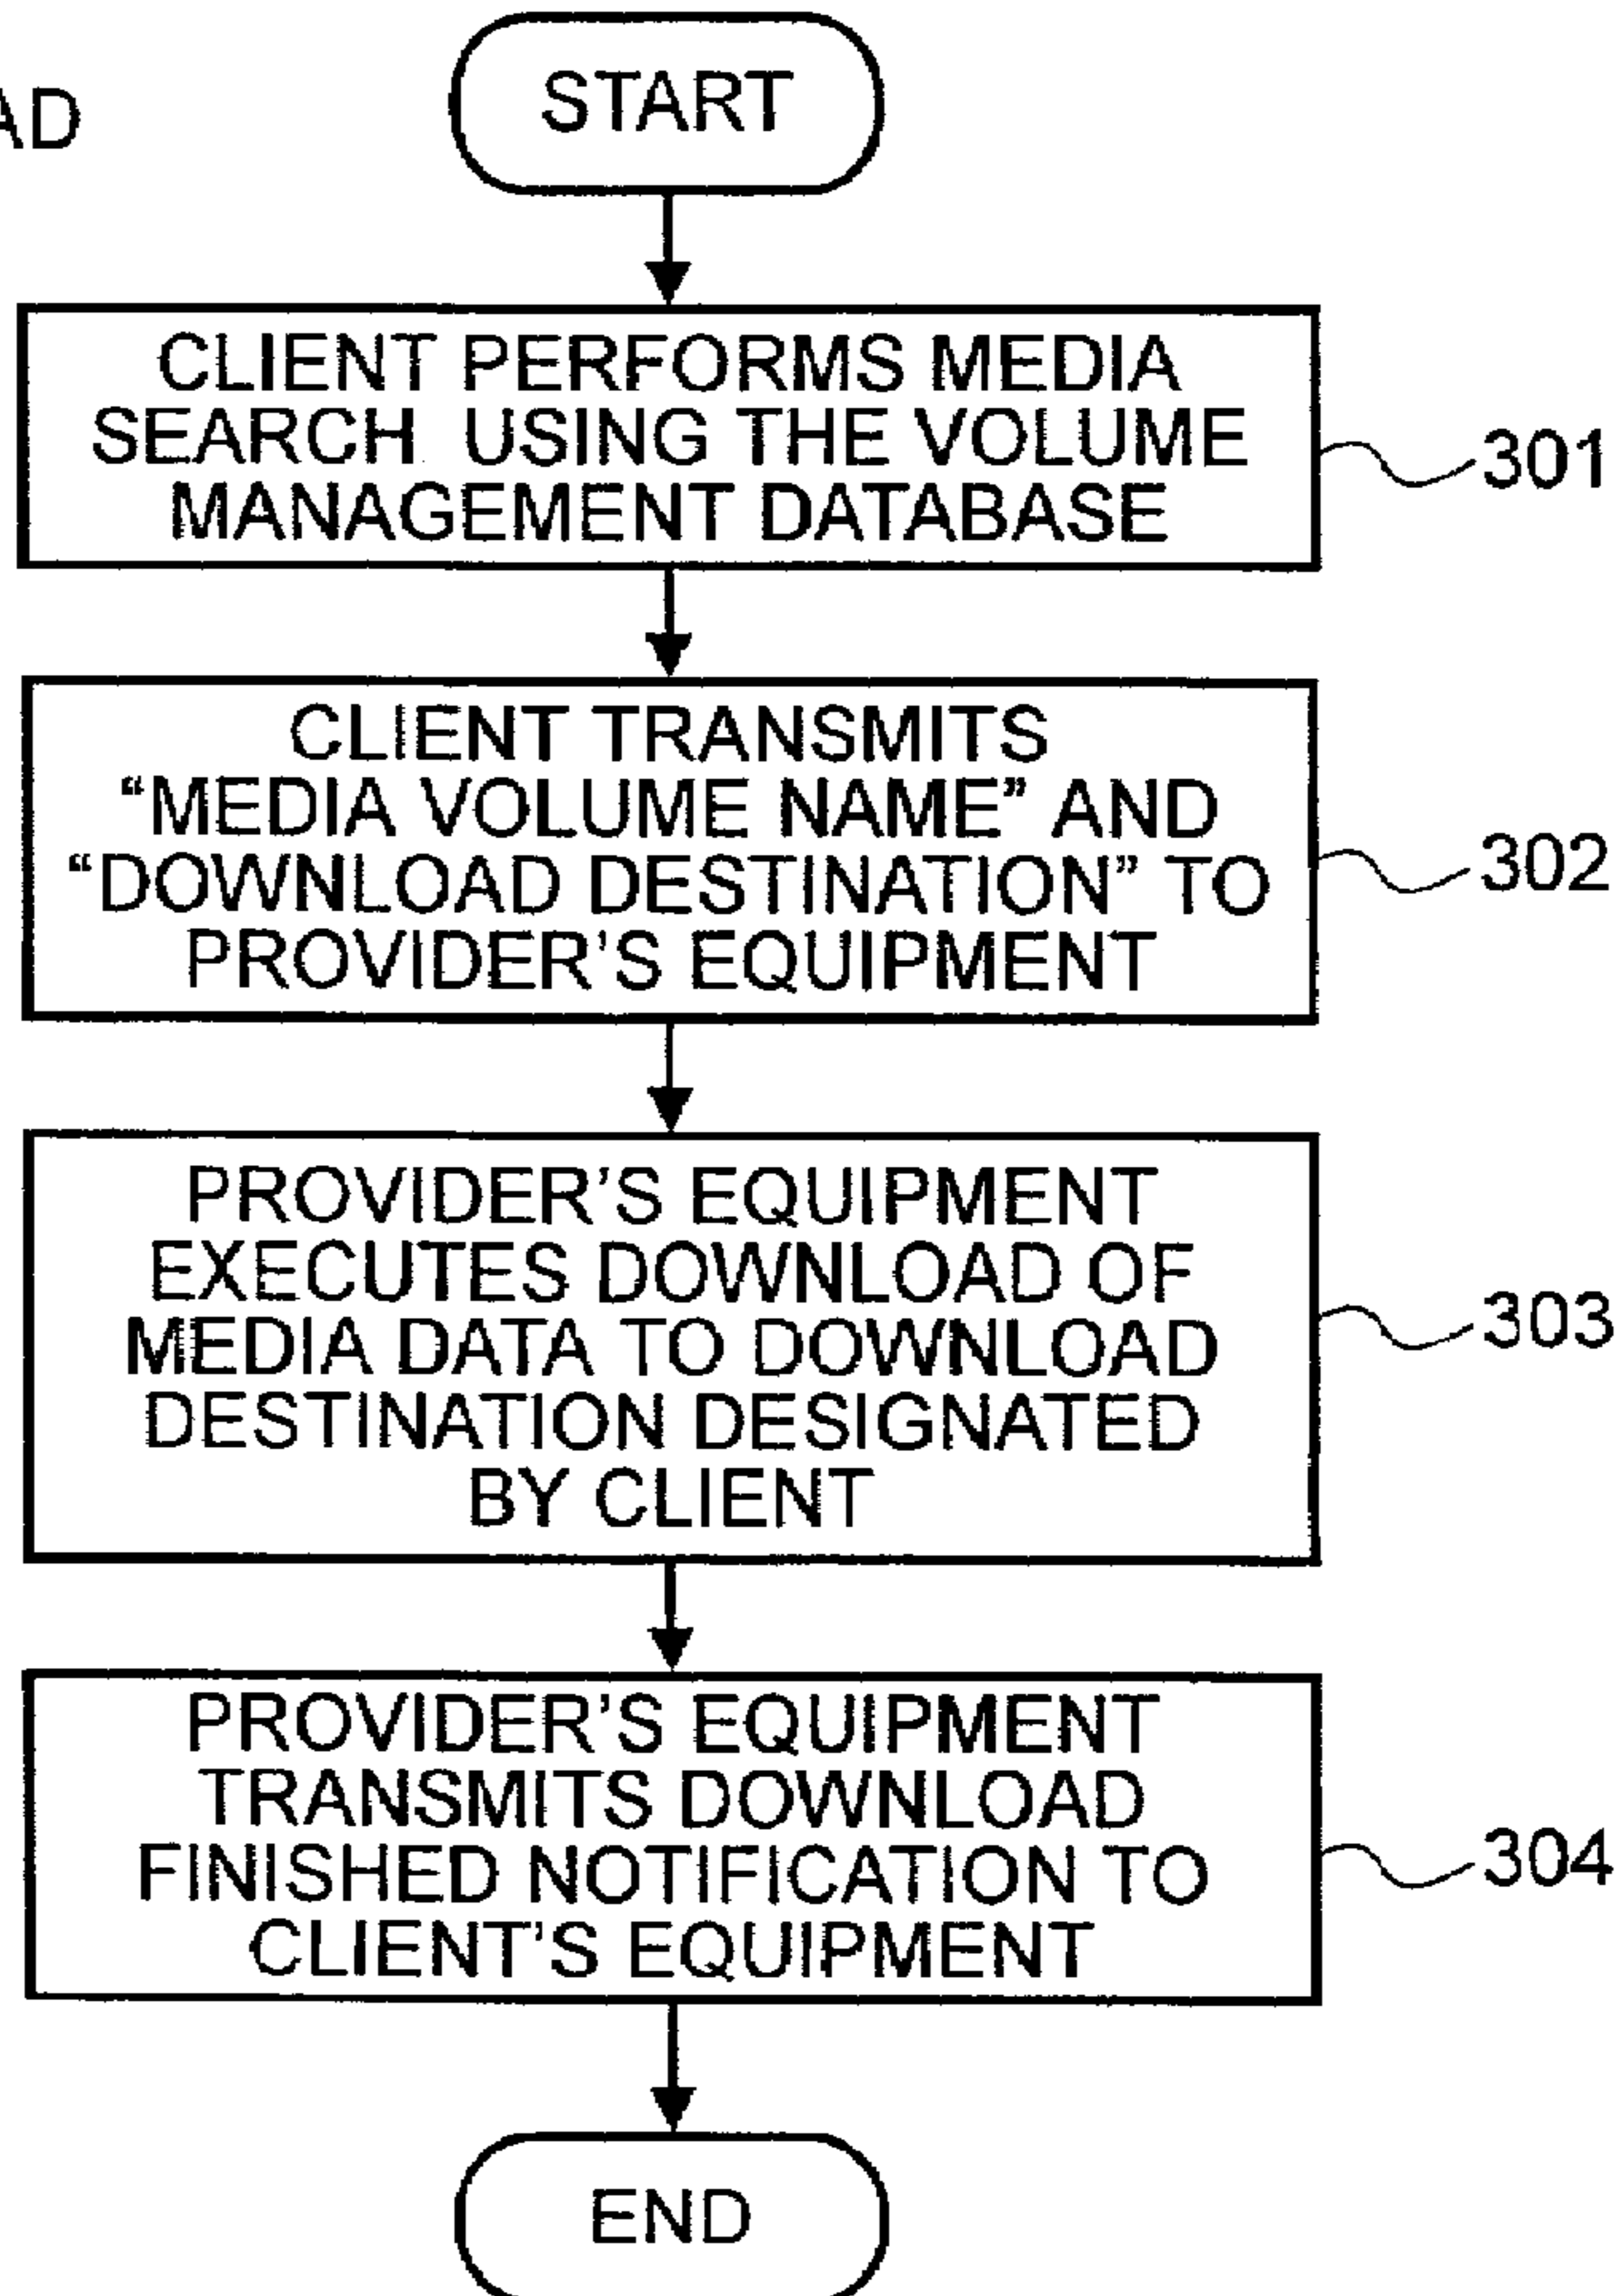 START
CLIENT PERFORMS MEDIA
SEARCH USING THE VOLUME
MANAGEMENT DATABASE
301
CLIENT TRANSMITS
“MEDIA VOLUME NAME” AND
“DOWNLOAD DESTINATION” TO
PROVIDER’S EQUIPMENT
302
PROVIDER’S EQUIPMENT
EXECUTES DOWNLOAD OF
MEDIA DATA TO DOWNLOAD
DESTINATION DESIGNATED
BY CLIENT
303
PROVIDER’S EQUIPMENT
TRANSMITS DOWNLOAD
FINISHED NOTIFICATION TO
CLIENT’S EQUIPMENT
304
END